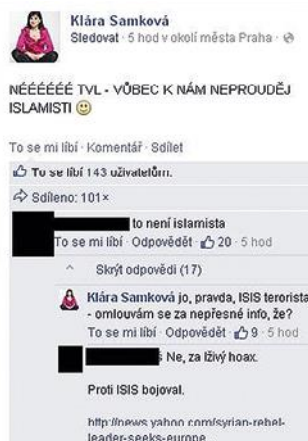 Klára Samková
Sledovat · 5 hod v okolí města Praha ·
NÉÉÉÉÉÉ TVL - VŮBEC K NÁM NEPROUDĚJ
ISLAMISTI
To se mi líbí · Komentář · Sdílet
To se líbí 143 uživatelům.
Sdíleno: 101×
to není islamista
To se mi líbí · Odpovědět · 20 · 5 hod
Skrýt odpovědi (17)
Klára Samková jo, pravda, ISIS terorista
- omlouvám se za nepřesné info, že?
To se mi líbí · Odpovědět · 9 · 5 hod
Ne, za lživý hoax.
Proti ISIS bojoval.
http://news.yahoo.com/syrian-rebel-
leader-seeks-europe